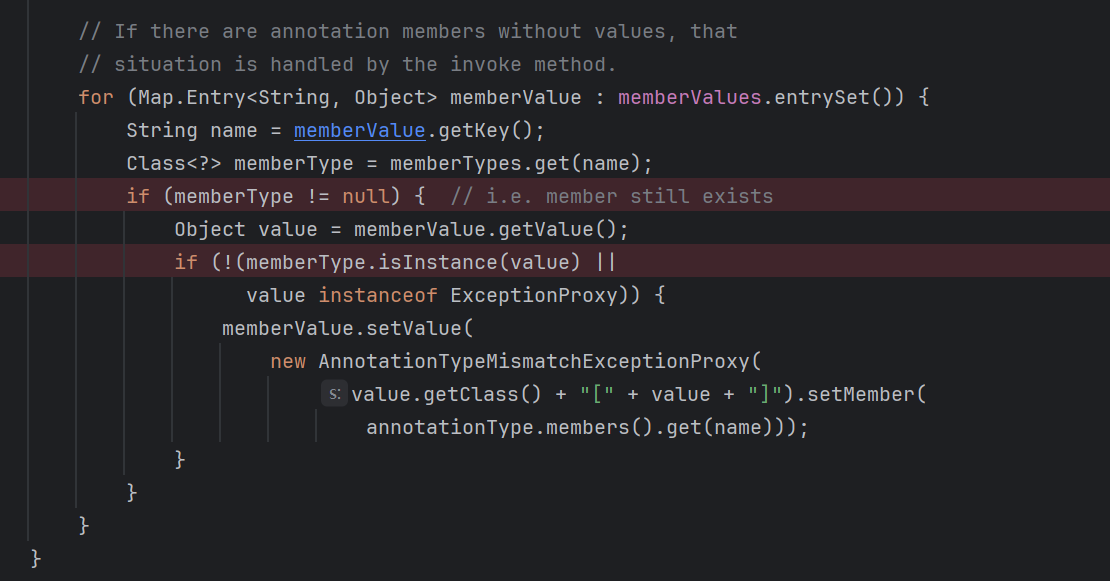 // If there are annotation members without values, that
// situation is handled by the invoke method.
for (Map.Entry<String, Object> memberValue : memberValues.entrySet()) {
String name = memberValue.getKey();
Class<?> memberType = memberTypes.get(name);
if (memberType != null) {  // i.e. member still exists
Object value = memberValue.getValue();
if (!(memberType.isInstance(value) ||
value instanceof ExceptionProxy)) {
memberValue.setValue(
new AnnotationTypeMismatchExceptionProxy(
s: value.getClass() + "[" + value + "]").setMember(
annotationType.members().get(name)));
}
}
}
}